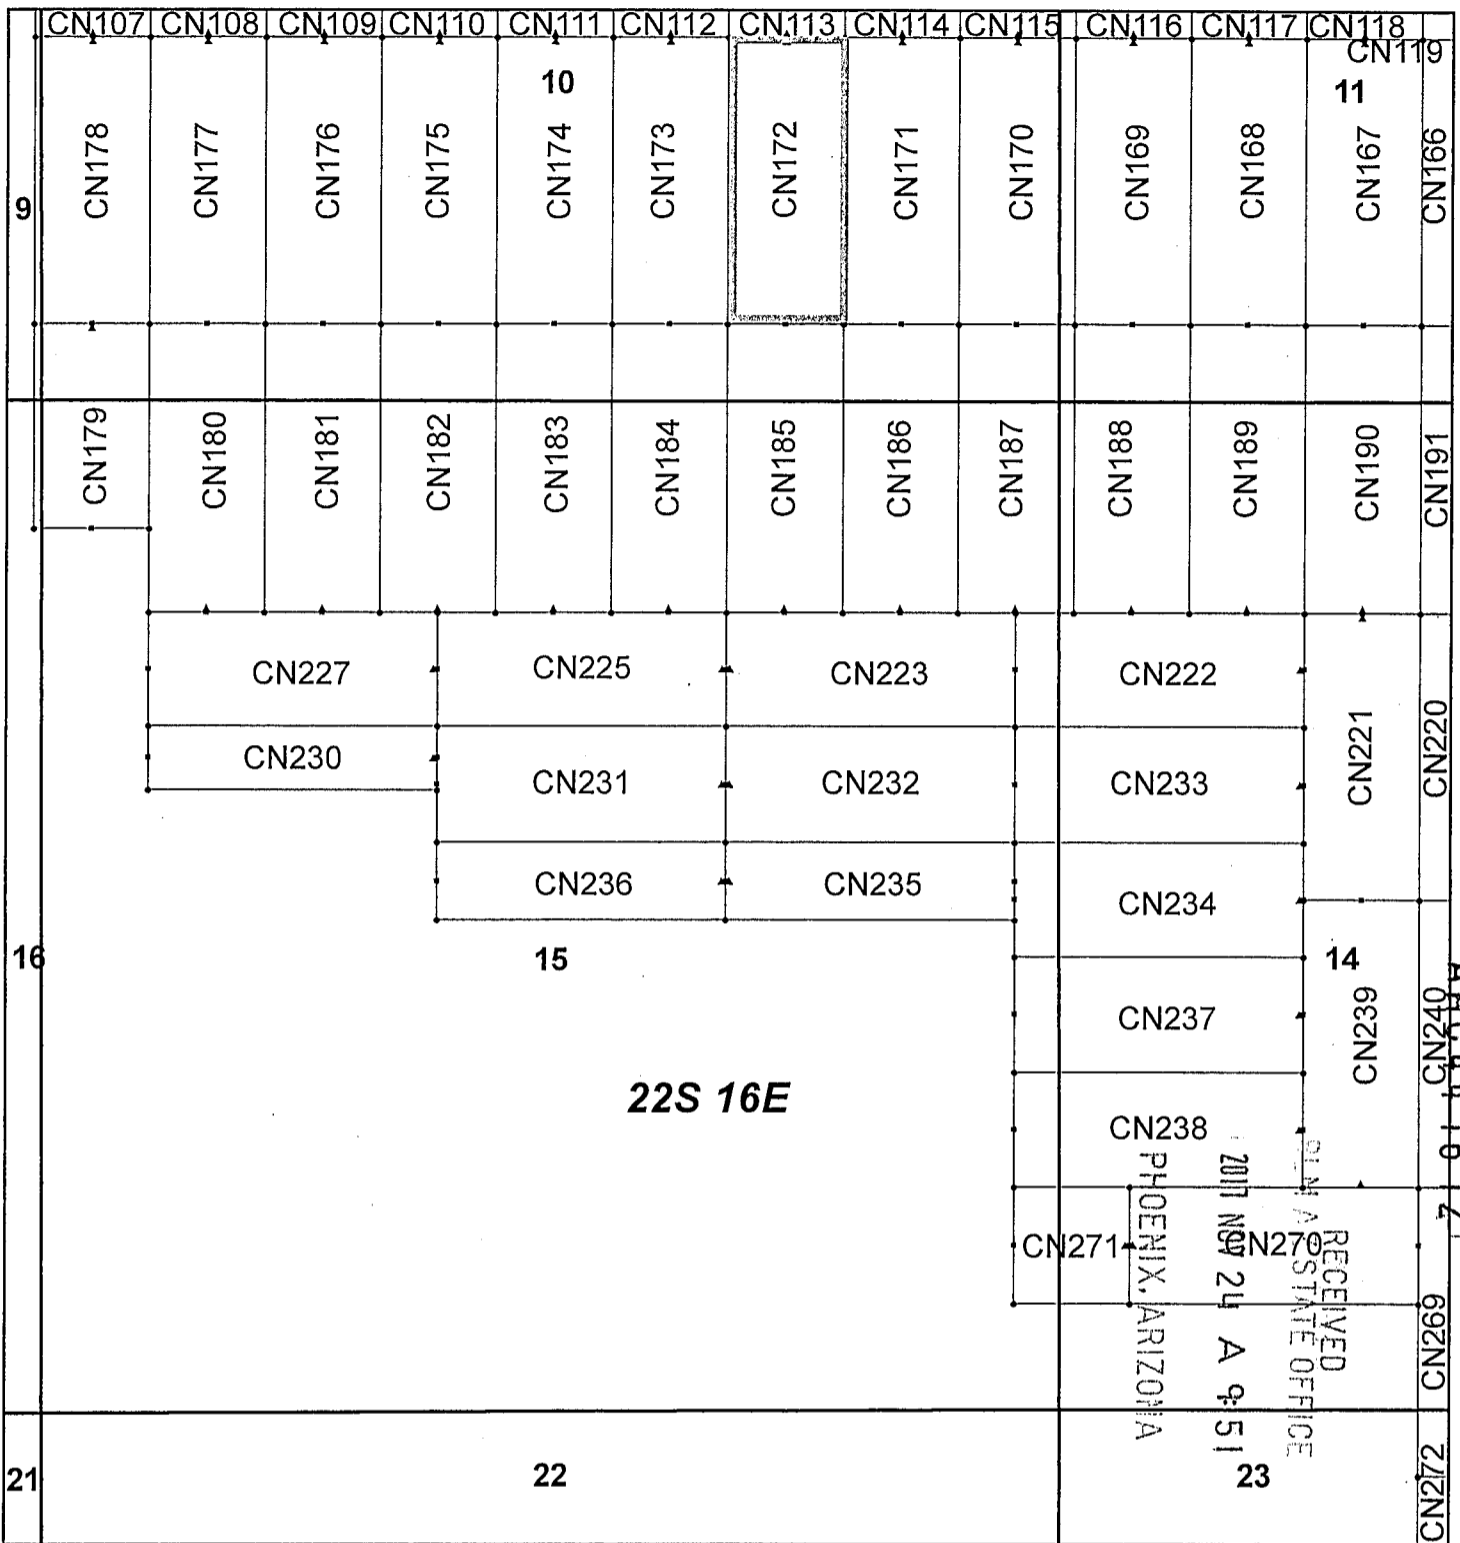 CN107 CN108 CN109 CN110 CN111 CN112 CN113 CN114 CN115 CN116 CN117 CN118
CN119
10
11
9
CN178 CN177 CN176 CN175 CN174 CN173 CN172 CN171 CN170 CN169 CN168 CN167 CN166
CN179 CN180 CN181 CN182 CN183 CN184 CN185 CN186 CN187 CN188 CN189 CN190 CN191
CN227 CN225 CN223 CN222
CN221 CN220
CN230 CN231 CN232 CN233
CN236 CN235 CN234
16
15
14
CN237
CN239
CN240
22S 16E
CN238
CN271
CN270
CN269
RECEIVED
STATE OFFICE
2017 NOV 24 A 9:51
PHOENIX, ARIZONA
21
22
23
CN272